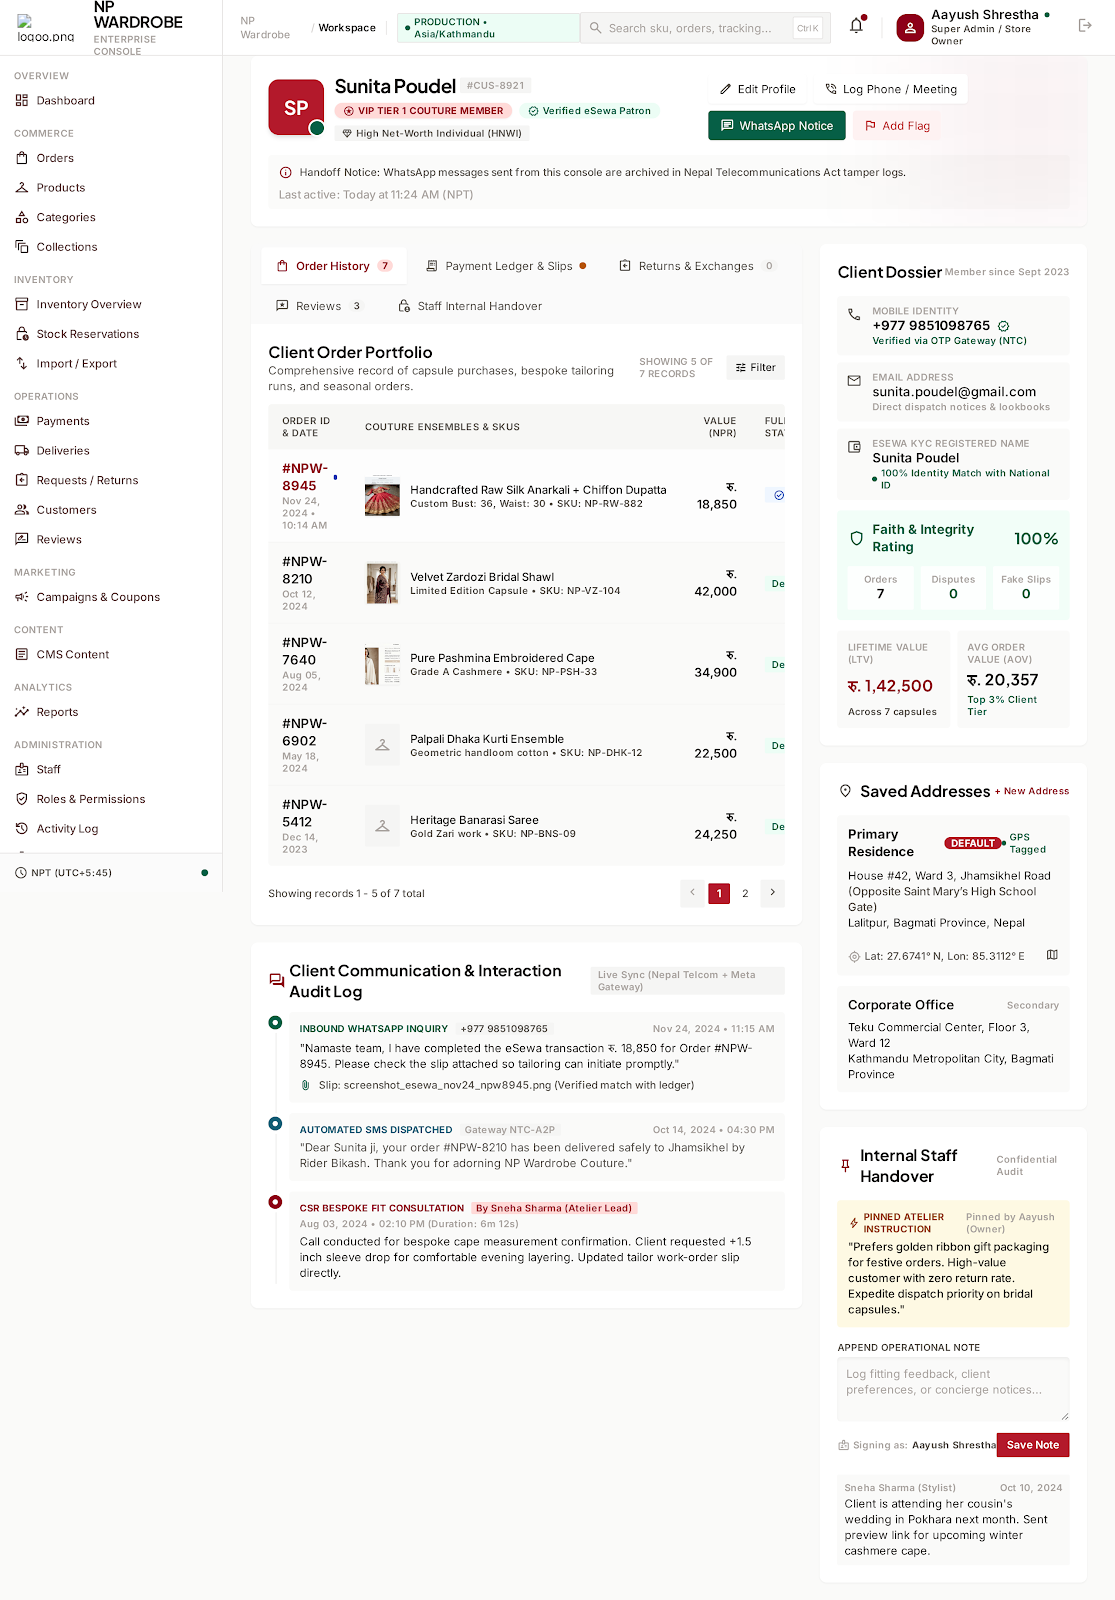 logoo.png
NP
WARDROBE
ENTERPRISE
CONSOLE
NP
Wardrobe
/
Workspace
PRODUCTION •
Asia/Kathmandu
Search sku, orders, tracking...
Ctrl K
Aayush Shrestha
Super Admin / Store
Owner
OVERVIEW
Dashboard
COMMERCE
Orders
Products
Categories
Collections
INVENTORY
Inventory Overview
Stock Reservations
Import / Export
OPERATIONS
Payments
Deliveries
Requests / Returns
Customers
Reviews
MARKETING
Campaigns & Coupons
CONTENT
CMS Content
ANALYTICS
Reports
ADMINISTRATION
Staff
Roles & Permissions
Activity Log
NPT (UTC+5:45)
SP
Sunita Poudel
#CUS-8921
VIP TIER 1 COUTURE MEMBER
Verified eSewa Patron
High Net-Worth Individual (HNWI)
Edit Profile
Log Phone / Meeting
WhatsApp Notice
Add Flag
Handoff Notice: WhatsApp messages sent from this console are archived in Nepal Telecommunications Act tamper logs.
Last active: Today at 11:24 AM (NPT)
Order History 7
Payment Ledger & Slips
Returns & Exchanges 0
Reviews 3
Staff Internal Handover
Client Order Portfolio
Comprehensive record of capsule purchases, bespoke tailoring
runs, and seasonal orders.
SHOWING 5 OF
7 RECORDS
Filter
ORDER ID
& DATE
COUTURE ENSEMBLES & SKUS
VALUE
(NPR)
FULL
STAT
#NPW-
8945
Nov 24,
2024 •
10:14 AM
Handcrafted Raw Silk Anarkali + Chiffon Dupatta
Custom Bust: 36, Waist: 30 • SKU: NP-RW-882
रु.
18,850
#NPW-
8210
Oct 12,
2024
Velvet Zardozi Bridal Shawl
Limited Edition Capsule • SKU: NP-VZ-104
रु.
42,000
De
#NPW-
7640
Aug 05,
2024
Pure Pashmina Embroidered Cape
Grade A Cashmere • SKU: NP-PSH-33
रु.
34,900
De
#NPW-
6902
May 18,
2024
Palpali Dhaka Kurti Ensemble
Geometric handloom cotton • SKU: NP-DHK-12
रु.
22,500
De
#NPW-
5412
Dec 14,
2023
Heritage Banarasi Saree
Gold Zari work • SKU: NP-BNS-09
रु.
24,250
De
Showing records 1 - 5 of 7 total
1
2
Client Communication & Interaction
Audit Log
Live Sync (Nepal Telcom + Meta
Gateway)
INBOUND WHATSAPP INQUIRY
+977 9851098765
Nov 24, 2024 • 11:15 AM
"Namaste team, I have completed the eSewa transaction रु. 18,850 for Order #NPW-
8945. Please check the slip attached so tailoring can initiate promptly."
Slip: screenshot_esewa_nov24_npw8945.png (Verified match with ledger)
AUTOMATED SMS DISPATCHED
Gateway NTC-A2P
Oct 14, 2024 • 04:30 PM
"Dear Sunita ji, your order #NPW-8210 has been delivered safely to Jhamsikhel by
Rider Bikash. Thank you for adorning NP Wardrobe Couture."
CSR BESPOKE FIT CONSULTATION
By Sneha Sharma (Atelier Lead)
Aug 03, 2024 • 02:10 PM (Duration: 6m 12s)
Call conducted for bespoke cape measurement confirmation. Client requested +1.5
inch sleeve drop for comfortable evening layering. Updated tailor work-order slip
directly.
Client Dossier
Member since Sept 2023
MOBILE IDENTITY
+977 9851098765
Verified via OTP Gateway (NTC)
EMAIL ADDRESS
sunita.poudel@gmail.com
Direct dispatch notices & lookbooks
ESEWA KYC REGISTERED NAME
Sunita Poudel
100% Identity Match with National
ID
Faith & Integrity
Rating
100%
Orders
7
Disputes
0
Fake Slips
0
LIFETIME VALUE
(LTV)
रु. 1,42,500
Across 7 capsules
AVG ORDER
VALUE (AOV)
रु. 20,357
Top 3% Client
Tier
Saved Addresses
+ New Address
Primary
Residence
DEFAULT
GPS
Tagged
House #42, Ward 3, Jhamsikhel Road
(Opposite Saint Mary's High School
Gate)
Lalitpur, Bagmati Province, Nepal
Lat: 27.6741° N, Lon: 85.3112° E
Corporate Office
Secondary
Teku Commercial Center, Floor 3,
Ward 12
Kathmandu Metropolitan City, Bagmati
Province
Internal Staff
Handover
Confidential
Audit
PINNED ATELIER
INSTRUCTION
Pinned by Aayush
(Owner)
"Prefers golden ribbon gift packaging
for festive orders. High-value
customer with zero return rate.
Expedite dispatch priority on bridal
capsules."
APPEND OPERATIONAL NOTE
Log fitting feedback, client
preferences, or concierge notices...
Signing as: Aayush Shrestha
Save Note
Sneha Sharma (Stylist)
Oct 10, 2024
Client is attending her cousin's
wedding in Pokhara next month. Sent
preview link for upcoming winter
cashmere cape.